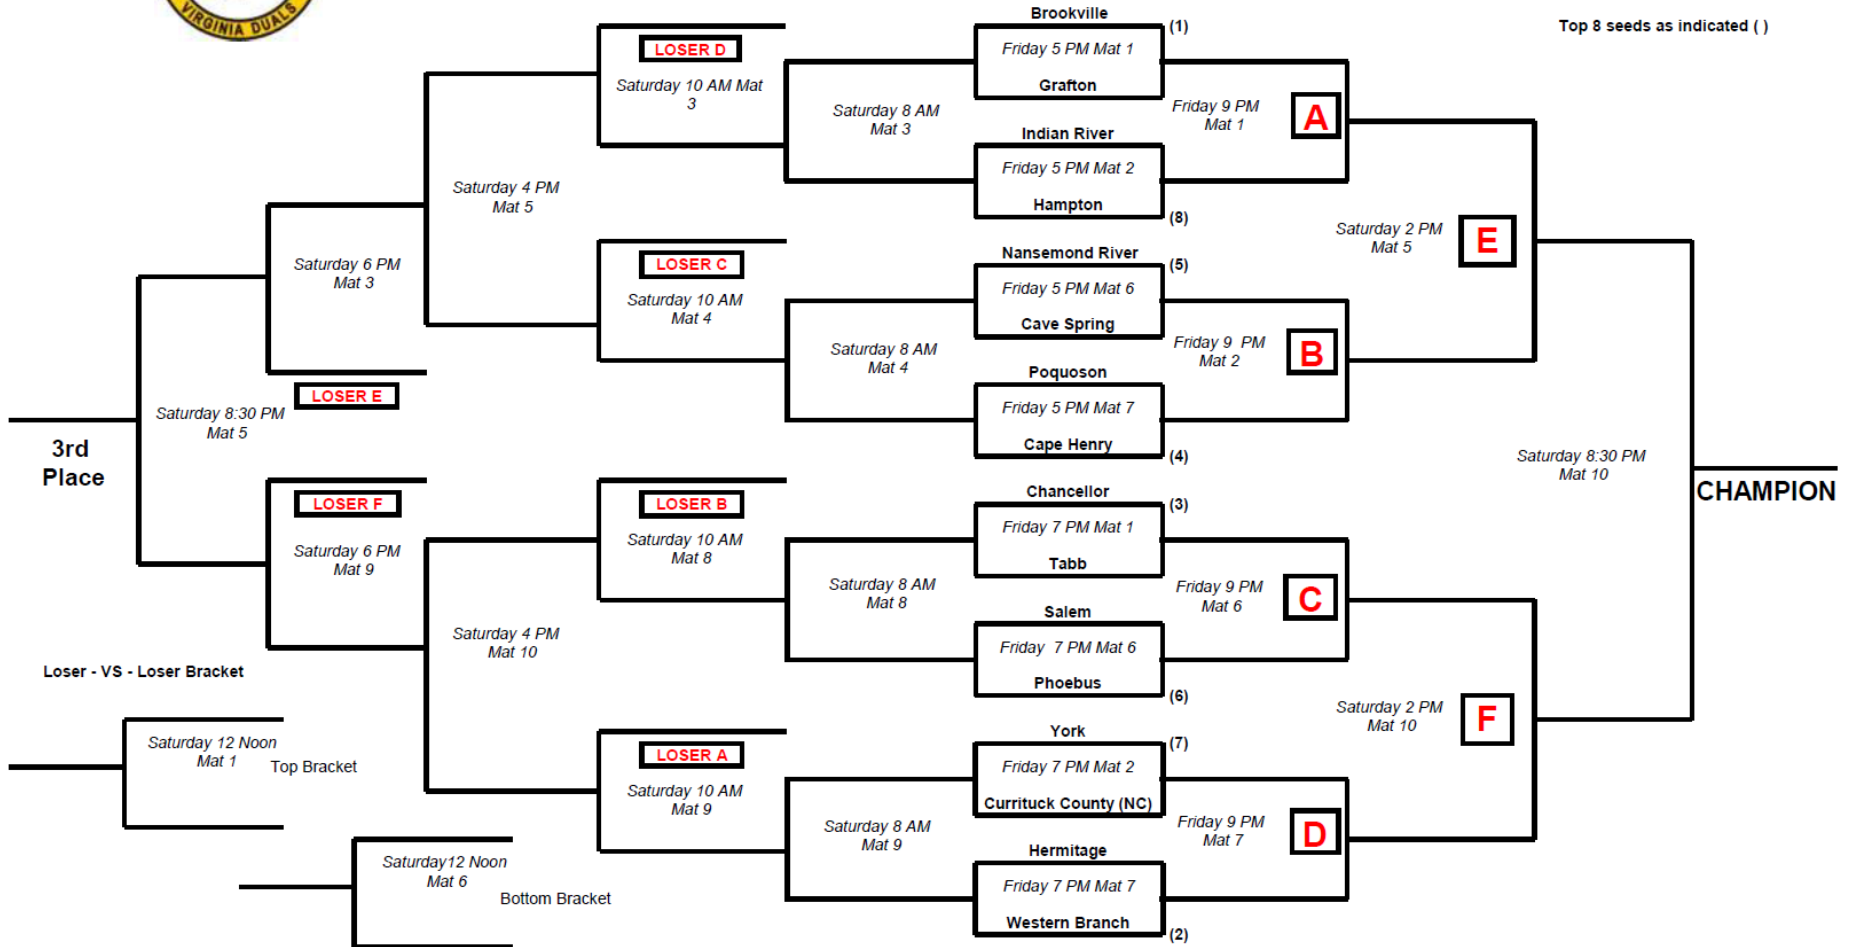 VIRGINIA DUALS
Top 8 seeds as indicated ( )
Brookville
(1)
Friday 5 PM Mat 1
Grafton
Indian River
Friday 5 PM Mat 2
Hampton
(8)
Nansemond River
(5)
Friday 5 PM Mat 6
Cave Spring
Poquoson
Friday 5 PM Mat 7
Cape Henry
(4)
Chancellor
(3)
Friday 7 PM Mat 1
Tabb
Salem
Friday  7 PM Mat 6
Phoebus
(6)
York
(7)
Friday 7 PM Mat 2
Currituck County (NC)
Hermitage
Friday 7 PM Mat 7
Western Branch
(2)
Friday 9 PM
Mat 1
A
Friday 9  PM
Mat 2
B
Friday 9 PM
Mat 6
C
Friday 9 PM
Mat 7
D
Saturday 2 PM
Mat 5
E
Saturday 2 PM
Mat 10
F
Saturday 8:30 PM
Mat 10
CHAMPION
Saturday 8 AM
Mat 3
Saturday 8 AM
Mat 4
Saturday 8 AM
Mat 8
Saturday 8 AM
Mat 9
LOSER D
Saturday 10 AM Mat
3
LOSER C
Saturday 10 AM
Mat 4
LOSER B
Saturday 10 AM
Mat 8
LOSER A
Saturday 10 AM
Mat 9
Saturday 4 PM
Mat 5
Saturday 4 PM
Mat 10
Saturday 6 PM
Mat 3
LOSER E
LOSER F
Saturday 6 PM
Mat 9
Saturday 8:30 PM
Mat 5
3rd
Place
Loser - VS - Loser Bracket
Saturday 12 Noon
Mat 1
Top Bracket
Saturday12 Noon
Mat 6
Bottom Bracket